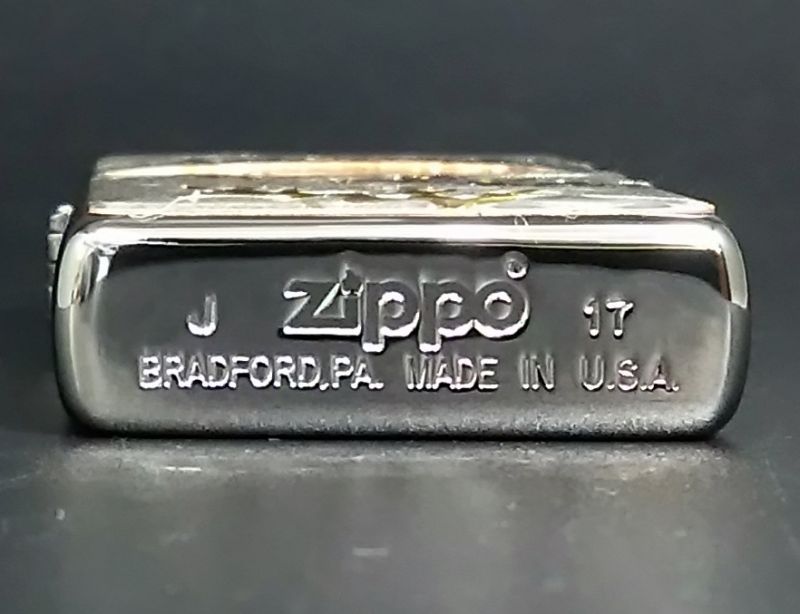 J zippo® 17
BRADFORD,PA. MADE IN U.S.A.